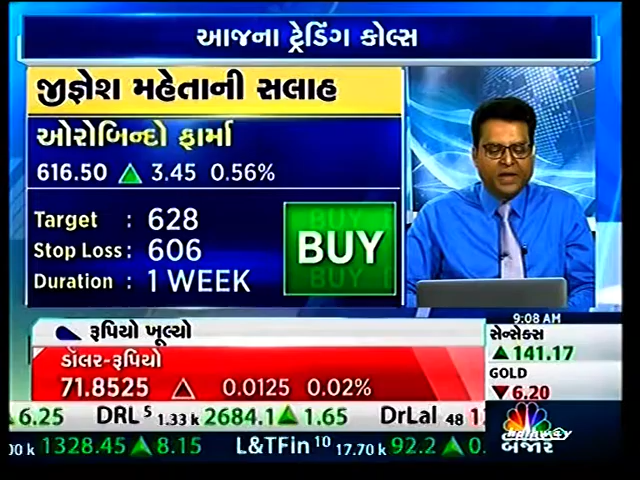 આજના ટ્રેડિંગ કોલ્સ
જીજ્ઞેશ મહેતાની સલાહ
ઓરોબિન્દો ફાર્મા
616.50 ▲ 3.45 0.56%
Target : 628
Stop Loss : 606
Duration : 1 WEEK
BUY
9:08 AM
રૂપિયો ખૂલ્યો
ડૉલર-રૂપિયો
71.8525 △ 0.0125 0.02%
સેન્સેક્સ
▲ 141.17
GOLD
▼ 6.20
6.25 DRL 5 1.33 k 2684.1 ▲ 1.65 DrLal 48
00 k 1328.45 ▲ 8.15 L&TFin 10 17.70 k 92.2 ▲ 0.
hathway
બજાર